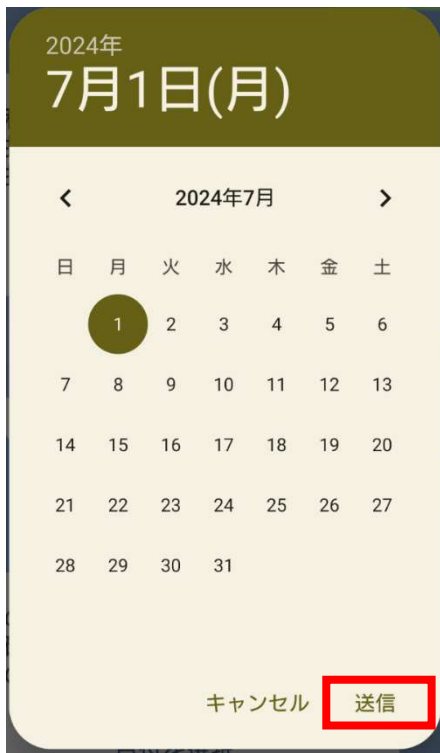 2024年
7月1日(月)
2024年7月
日 月 火 水 木 金 土
1 2 3 4 5 6
7 8 9 10 11 12 13
14 15 16 17 18 19 20
21 22 23 24 25 26 27
28 29 30 31
キャンセル 送信